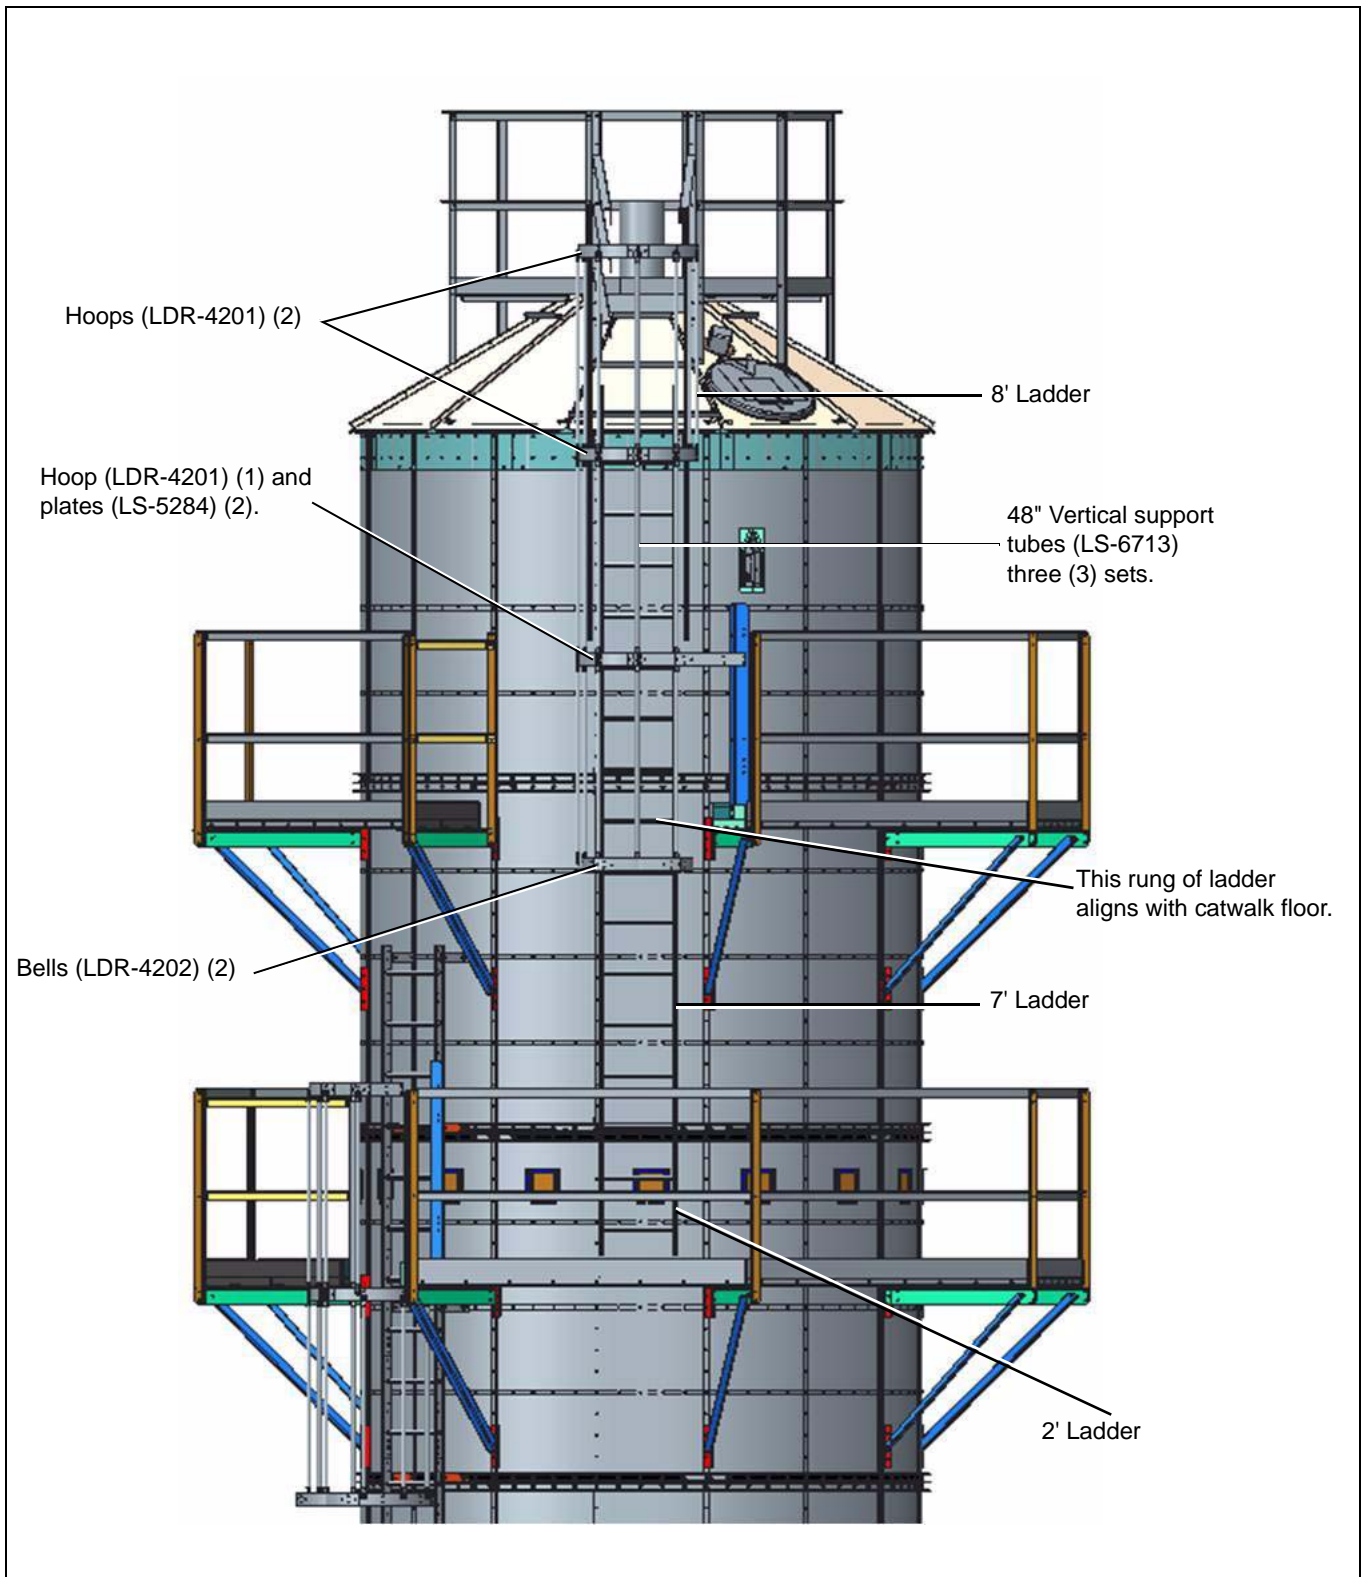 Hoops (LDR-4201) (2)
8' Ladder
Hoop (LDR-4201) (1) and
plates (LS-5284) (2).
48" Vertical support
tubes (LS-6713)
three (3) sets.
This rung of ladder
aligns with catwalk floor.
Bells (LDR-4202) (2)
7' Ladder
2' Ladder